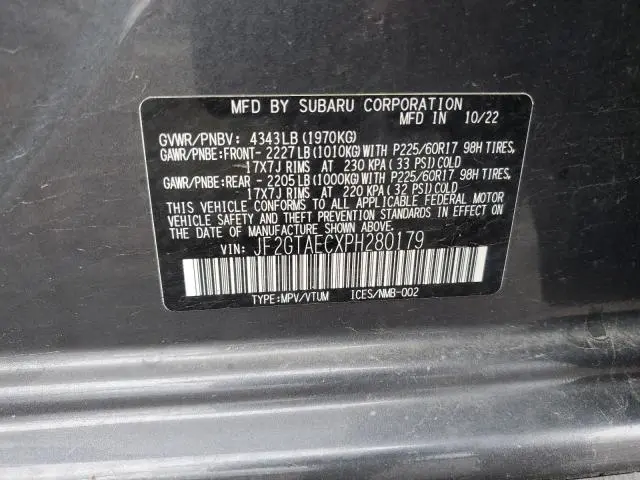 MFD BY SUBARU CORPORATION
MFD IN 10/22
GVWR/PNBV: 4343LB(1970KG)
GAWR/PNBE:FRONT- 2227LB(1010KG)WITH P225/60R17 98H TIRES,
17X7J RIMS AT 230 KPA(33 PSI)COLD
GAWR/PNBE:REAR - 2205LB(1000KG)WITH P225/60R17 98H TIRES,
17X7J RIMS AT 220 KPA(32 PSI)COLD
THIS VEHICLE CONFORMS TO ALL APPLICABLE FEDERAL MOTOR
VEHICLE SAFETY AND THEFT PREVENTION STANDARDS IN EFFECT ON
THE DATE OF MANUFACTURE SHOWN ABOVE.
VIN: JF2GTAECXPH280179
TYPE:MPV/VTUM ICES/NMB-002